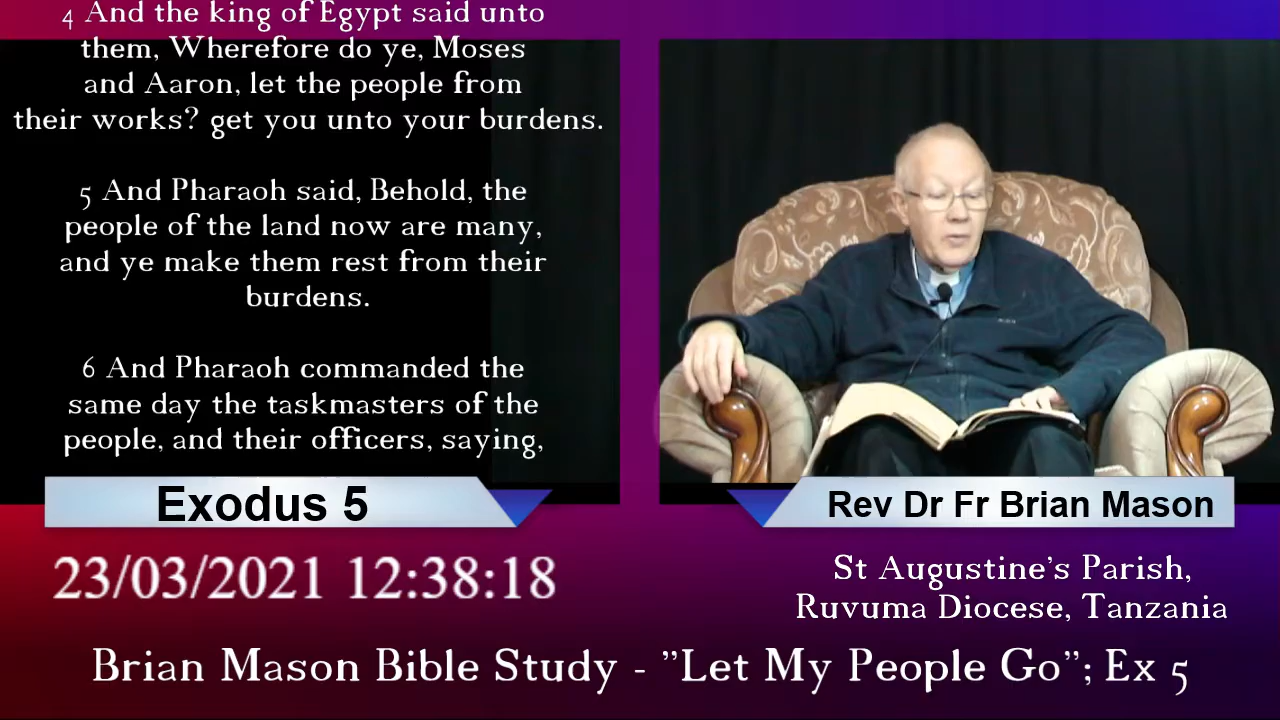 4 And the king of Egypt said unto
them, Wherefore do ye, Moses
and Aaron, let the people from
their works? get you unto your burdens.
5 And Pharaoh said, Behold, the
people of the land now are many,
and ye make them rest from their
burdens.
6 And Pharaoh commanded the
same day the taskmasters of the
people, and their officers, saying,
Exodus 5
Rev Dr Fr Brian Mason
23/03/2021 12:38:18
St Augustine's Parish,
Ruvuma Diocese, Tanzania
Brian Mason Bible Study - "Let My People Go"; Ex 5